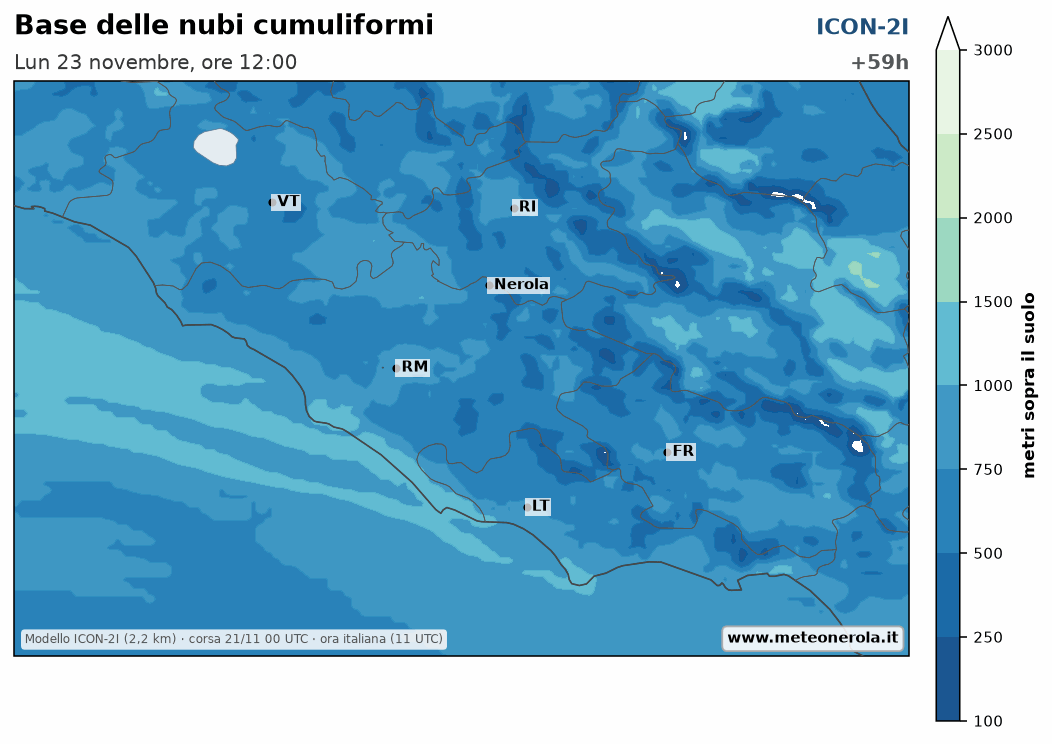 Base delle nubi cumuliformi
ICON-2I
Lun 23 novembre, ore 12:00
+59h
3000
2500
2000
1500
1000
750
500
250
100
metri sopra il suolo
VT
RI
Nerola
RM
FR
LT
Modello ICON-2I (2,2 km) · corsa 21/11 00 UTC · ora italiana (11 UTC)
www.meteonerola.it